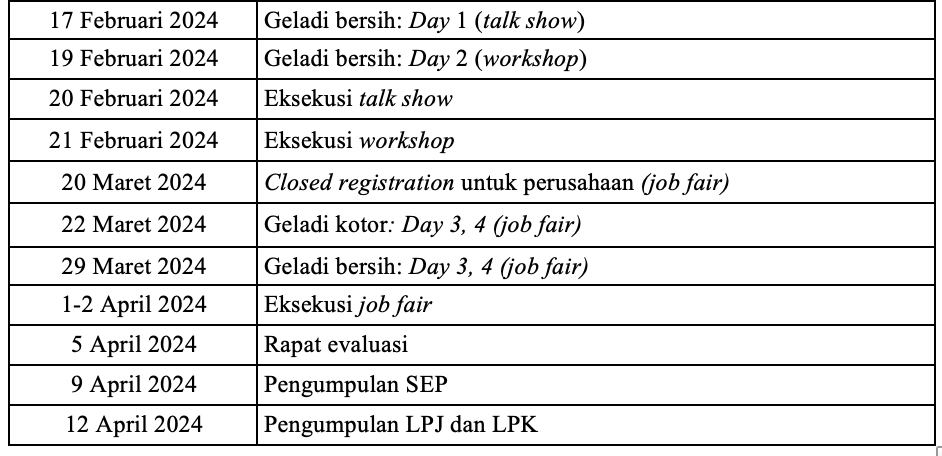 17 Februari 2024 Geladi bersih: Day 1 (talk show)
19 Februari 2024 Geladi bersih: Day 2 (workshop)
20 Februari 2024 Eksekusi talk show
21 Februari 2024 Eksekusi workshop
20 Maret 2024 Closed registration untuk perusahaan (job fair)
22 Maret 2024 Geladi kotor: Day 3, 4 (job fair)
29 Maret 2024 Geladi bersih: Day 3, 4 (job fair)
1-2 April 2024 Eksekusi job fair
5 April 2024 Rapat evaluasi
9 April 2024 Pengumpulan SEP
12 April 2024 Pengumpulan LPJ dan LPK